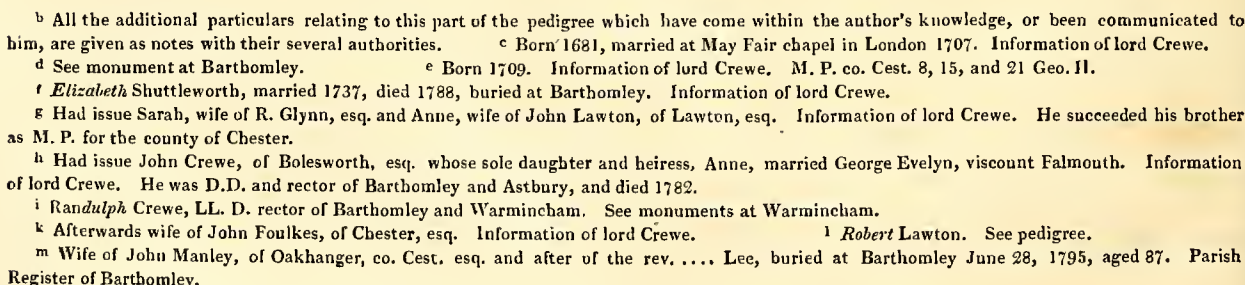 b All the additional particulars relating to this part of the pedigree which have come within the author's knowledge, or been communicated to
him, are given as notes with their several authorities. c Born 1681, married at May Fair chapel in London 1707. Information of lord Crewe.
d See monument at Barthomley. e Born 1709. Information of lord Crewe. M. P. co. Cest. 8, 15, and 21 Geo. II.
f Elizabeth Shuttleworth, married 1737, died 1788, buried at Barthomley. Information of lord Crewe.
g Had issue Sarah, wife of R. Glynn, esq. and Anne, wife of John Lawton, of Lawton, esq. Information of lord Crewe. He succeeded his brother
as M. P. for the county of Chester.
h Had issue John Crewe, of Bolesworth, esq. whose sole daughter and heiress, Anne, married George Evelyn, viscount Falmouth. Information
of lord Crewe. He was D.D. and rector of Barthomley and Astbury, and died 1782.
i Randulph Crewe, LL. D. rector of Barthomley and Warmincham. See monuments at Warmincham.
k Afterwards wife of John Foulkes, of Chester, esq. Information of lord Crewe. l Robert Lawton. See pedigree.
m Wife of John Manley, of Oakhanger, co. Cest. esq. and after of the rev. .... Lee, buried at Barthomley June 28, 1795, aged 87. Parish
Register of Barthomley.